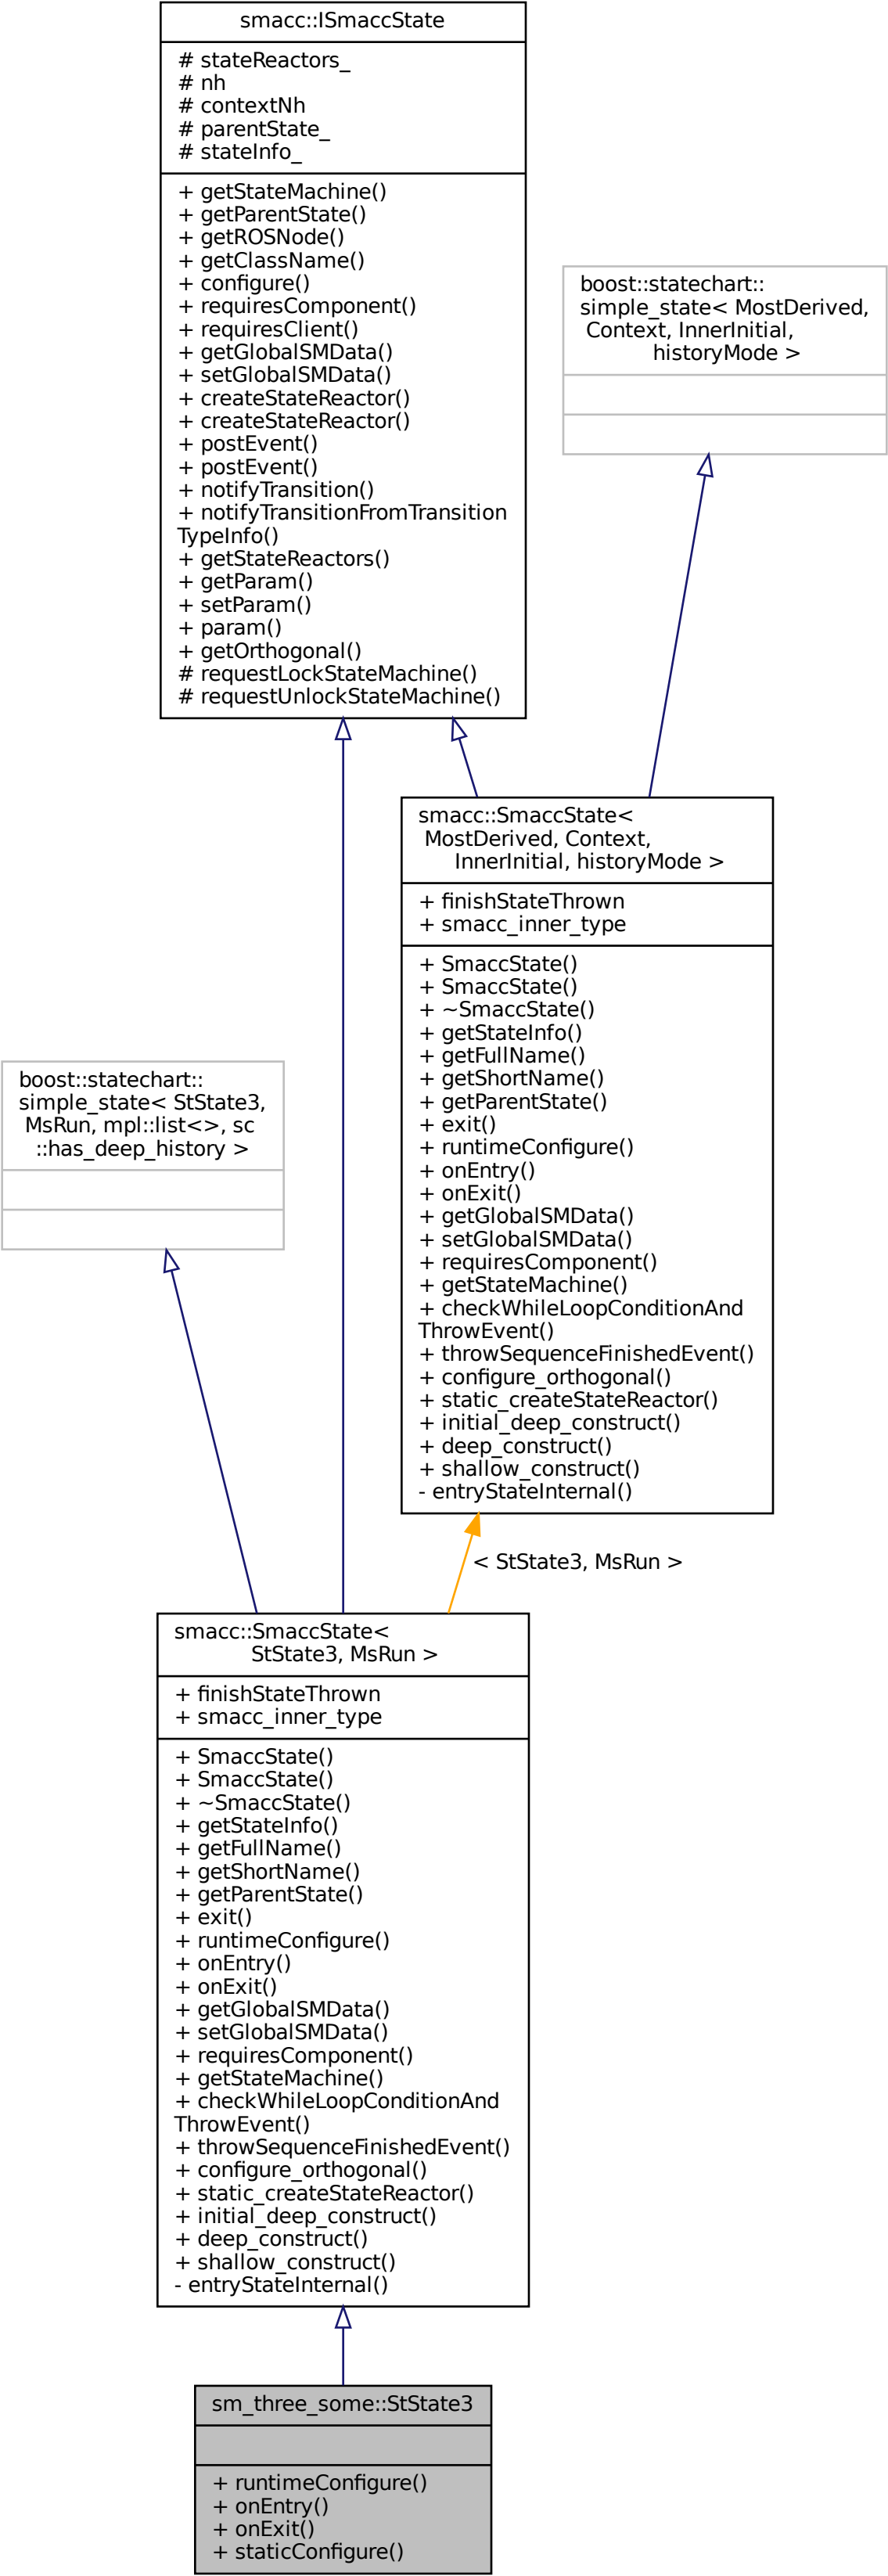 smacc::ISmaccState
# stateReactors_
# nh
# contextNh
# parentState_
# stateInfo_
+ getStateMachine()
+ getParentState()
+ getROSNode()
+ getClassName()
+ configure()
+ requiresComponent()
+ requiresClient()
+ getGlobalSMData()
+ setGlobalSMData()
+ createStateReactor()
+ createStateReactor()
+ postEvent()
+ postEvent()
+ notifyTransition()
+ notifyTransitionFromTransition
TypeInfo()
+ getStateReactors()
+ getParam()
+ setParam()
+ param()
+ getOrthogonal()
# requestLockStateMachine()
# requestUnlockStateMachine()
boost::statechart::
simple_state< MostDerived,
Context, InnerInitial,
historyMode >
smacc::SmaccState<
MostDerived, Context,
InnerInitial, historyMode >
+ finishStateThrown
+ smacc_inner_type
+ SmaccState()
+ SmaccState()
+ ~SmaccState()
+ getStateInfo()
+ getFullName()
+ getShortName()
+ getParentState()
+ exit()
+ runtimeConfigure()
+ onEntry()
+ onExit()
+ getGlobalSMData()
+ setGlobalSMData()
+ requiresComponent()
+ getStateMachine()
+ checkWhileLoopConditionAnd
ThrowEvent()
+ throwSequenceFinishedEvent()
+ configure_orthogonal()
+ static_createStateReactor()
+ initial_deep_construct()
+ deep_construct()
+ shallow_construct()
- entryStateInternal()
boost::statechart::
simple_state< StState3,
MsRun, mpl::list<>, sc
::has_deep_history >
< StState3, MsRun >
smacc::SmaccState<
StState3, MsRun >
+ finishStateThrown
+ smacc_inner_type
+ SmaccState()
+ SmaccState()
+ ~SmaccState()
+ getStateInfo()
+ getFullName()
+ getShortName()
+ getParentState()
+ exit()
+ runtimeConfigure()
+ onEntry()
+ onExit()
+ getGlobalSMData()
+ setGlobalSMData()
+ requiresComponent()
+ getStateMachine()
+ checkWhileLoopConditionAnd
ThrowEvent()
+ throwSequenceFinishedEvent()
+ configure_orthogonal()
+ static_createStateReactor()
+ initial_deep_construct()
+ deep_construct()
+ shallow_construct()
- entryStateInternal()
sm_three_some::StState3
+ runtimeConfigure()
+ onEntry()
+ onExit()
+ staticConfigure()